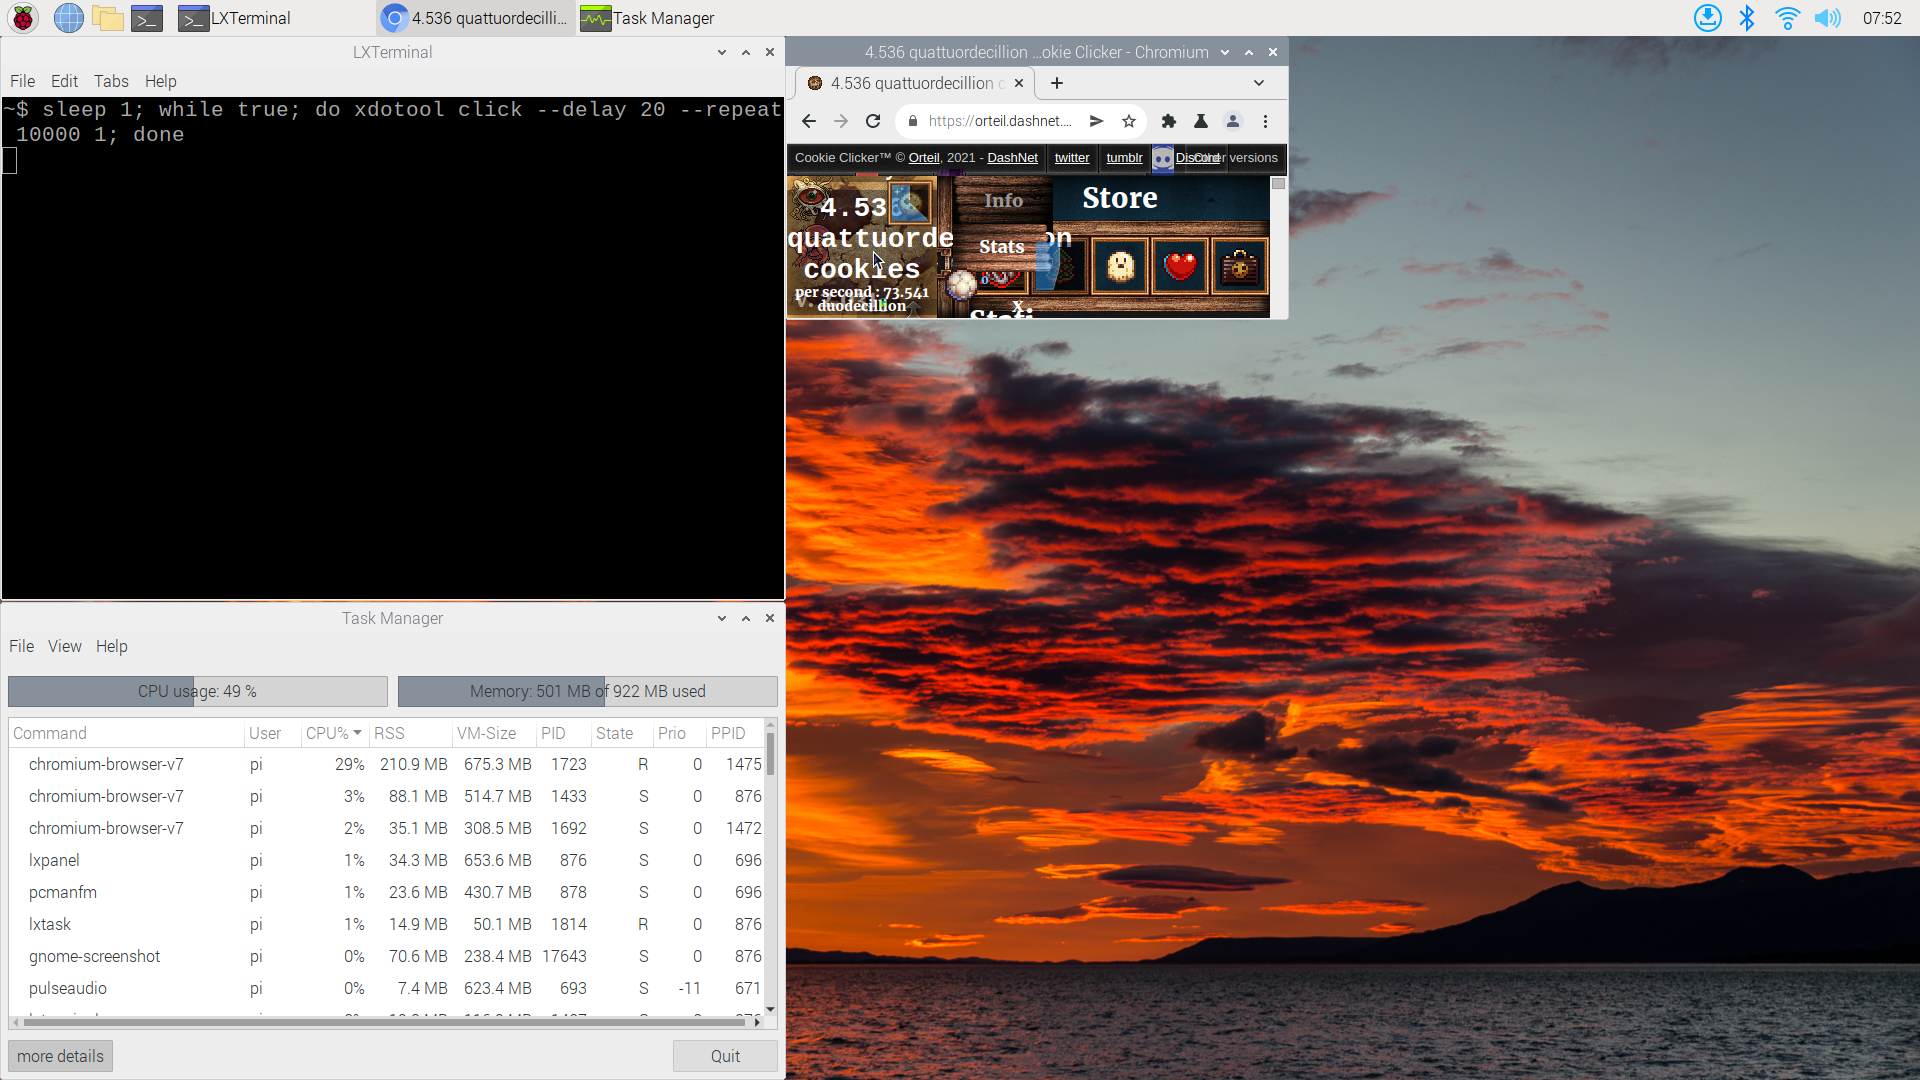 LXTerminal
4.536 quattuordecilli...
Task Manager
07:52
LXTerminal
File Edit Tabs Help
~$ sleep 1; while true; do xdotool click --delay 20 --repeat
10000 1; done
4.536 quattuordecillion ...okie Clicker - Chromium
4.536 quattuordecillion
https://orteil.dashnet....
Cookie Clicker™ © Orteil, 2021 - DashNet
twitter
tumblr
Discord
versions
4.53
quattuorde
cookies
per second : 73.541
duodecillion
Info
Stats
Store
x
Task Manager
File View Help
CPU usage: 49 %
Memory: 501 MB of 922 MB used
Command User CPU% RSS VM-Size PID State Prio PPID
chromium-browser-v7 pi 29% 210.9 MB 675.3 MB 1723 R 0 1475
chromium-browser-v7 pi 3% 88.1 MB 514.7 MB 1433 S 0 876
chromium-browser-v7 pi 2% 35.1 MB 308.5 MB 1692 S 0 1472
lxpanel pi 1% 34.3 MB 653.6 MB 876 S 0 696
pcmanfm pi 1% 23.6 MB 430.7 MB 878 S 0 696
lxtask pi 1% 14.9 MB 50.1 MB 1814 R 0 876
gnome-screenshot pi 0% 70.6 MB 238.4 MB 17643 S 0 876
pulseaudio pi 0% 7.4 MB 623.4 MB 693 S -11 671
more details
Quit